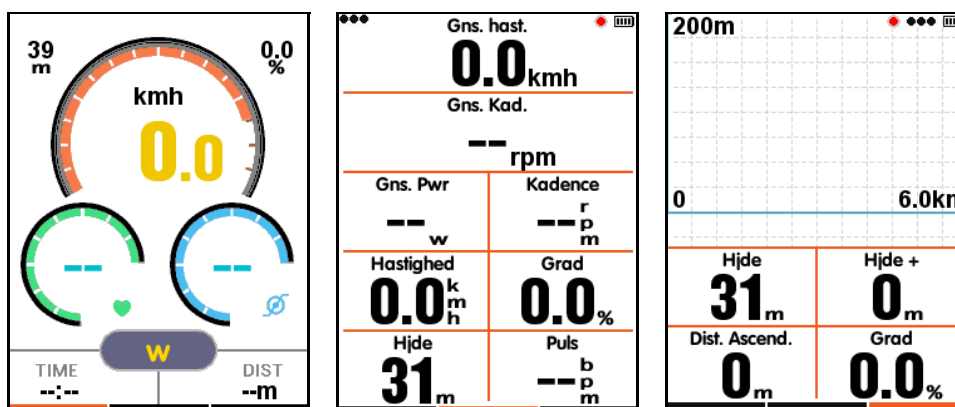 39
m
0.0
%
kmh
0.0
--
--
W
TIME
--:--
DIST
--m
Gns. hast.
0.0kmh
Gns. Kad.
--rpm
Gns. Pwr
--w
Kadence
--rpm
Hastighed
0.0kmh
Grad
0.0%
Hjde
31m
Puls
--bpm
200m
0
6.0km
Hjde
31m
Hjde +
0m
Dist. Ascend.
0m
Grad
0.0%